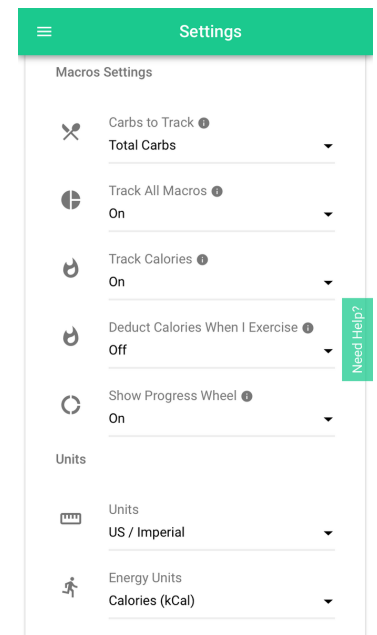 Settings
Macros Settings
Carbs to Track
Total Carbs
Track All Macros
On
Track Calories
On
Deduct Calories When I Exercise
Off
Need Help?
Show Progress Wheel
On
Units
Units
US / Imperial
Energy Units
Calories (kCal)